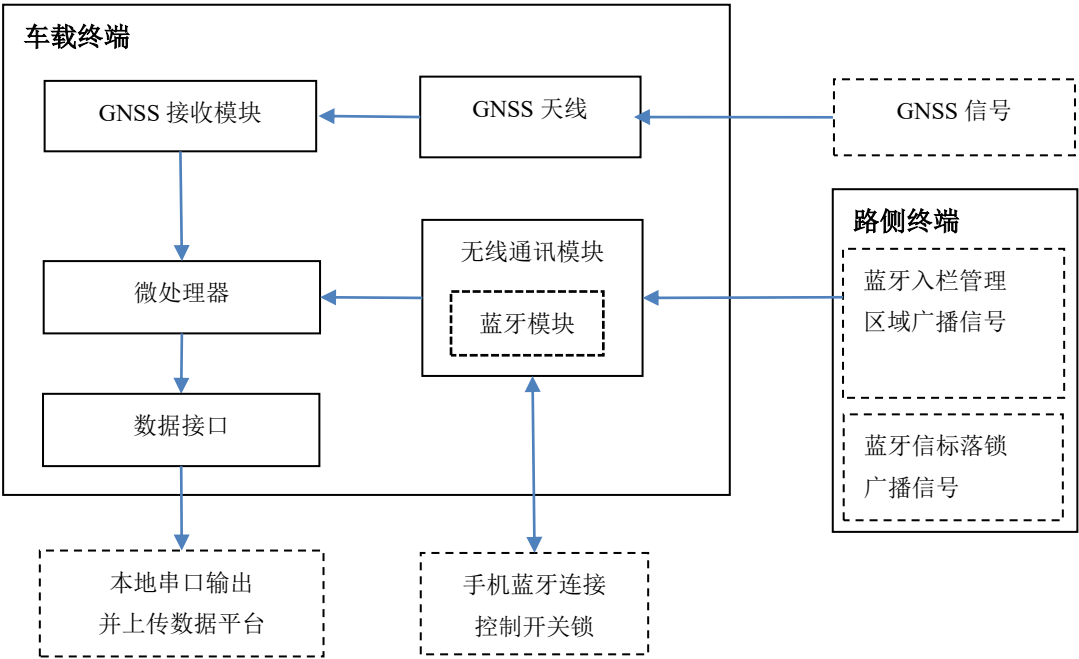 车载终端
GNSS 接收模块
GNSS 天线
GNSS 信号
路侧终端
无线通讯模块
蓝牙模块
蓝牙入栏管理
区域广播信号
微处理器
数据接口
蓝牙信标落锁
广播信号
本地串口输出
并上传数据平台
手机蓝牙连接
控制开关锁